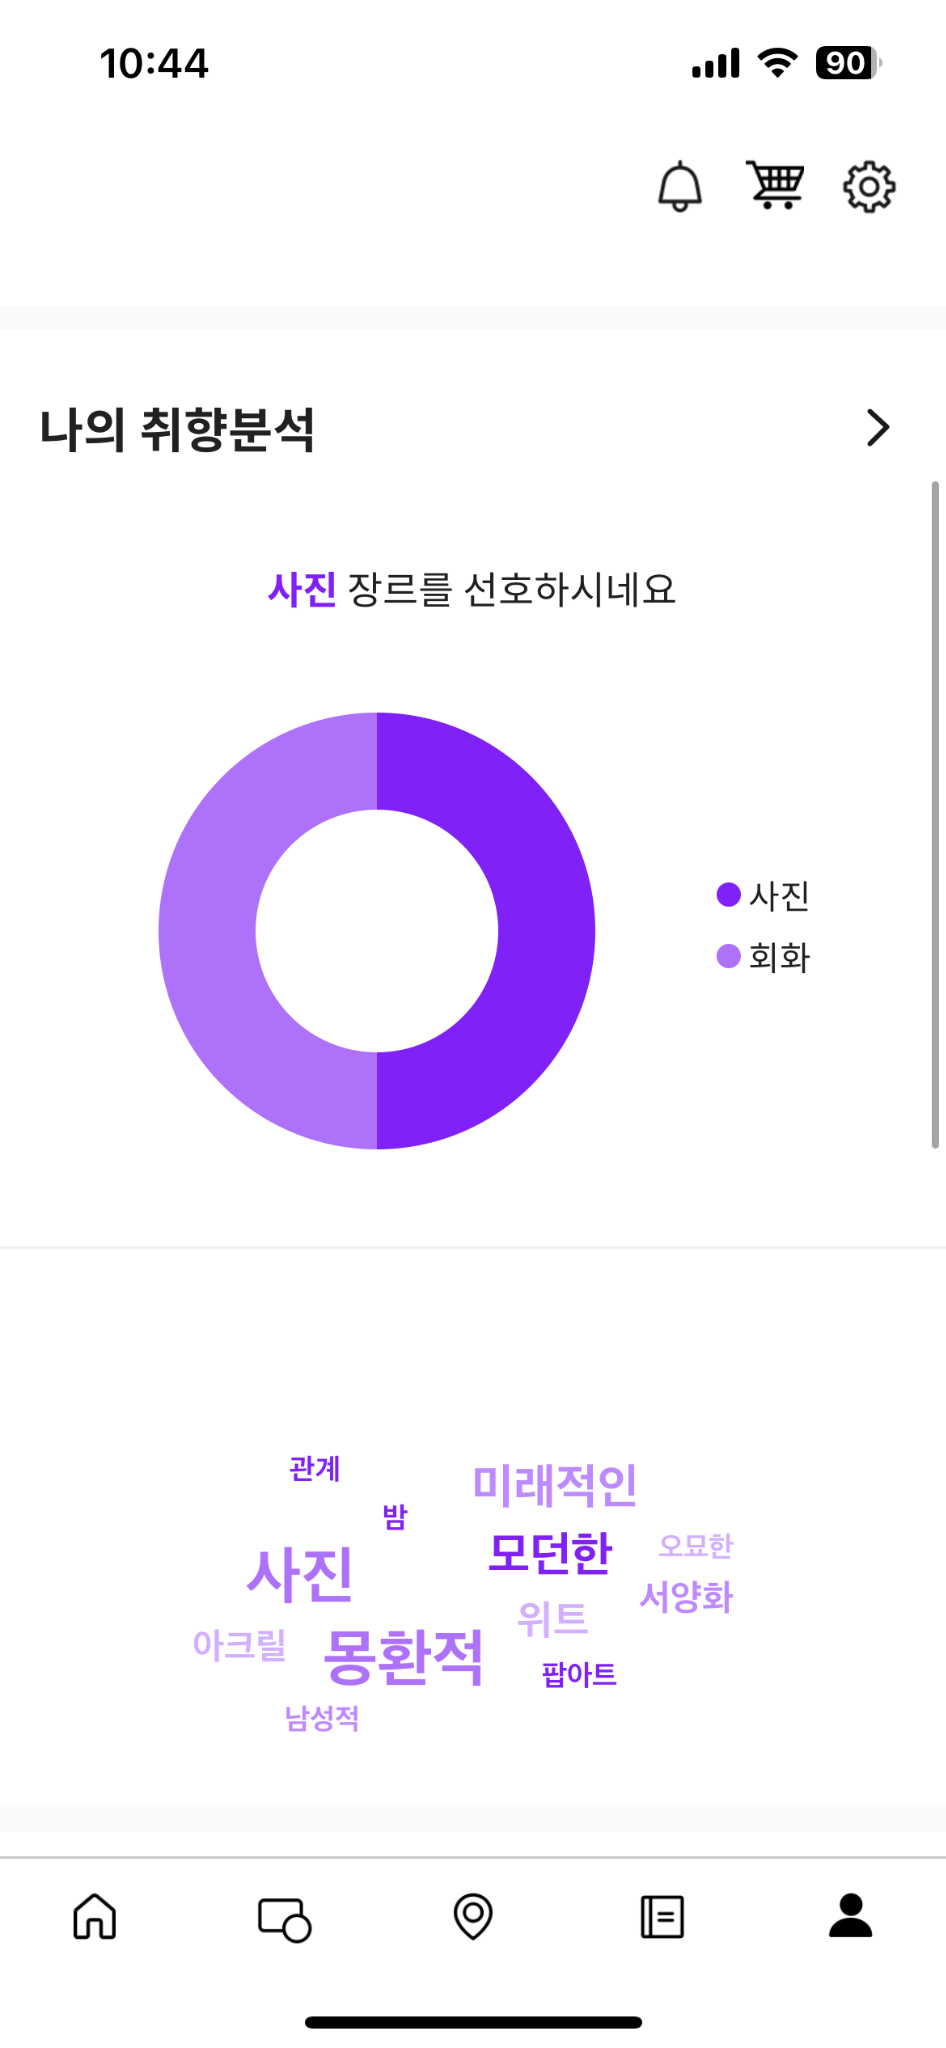 10:44
90
나의 취향분석
사진 장르를 선호하시네요
사진
회화
관계
미래적인
밤
모던한
오묘한
사진
서양화
위트
아크릴
몽환적
팝아트
남성적